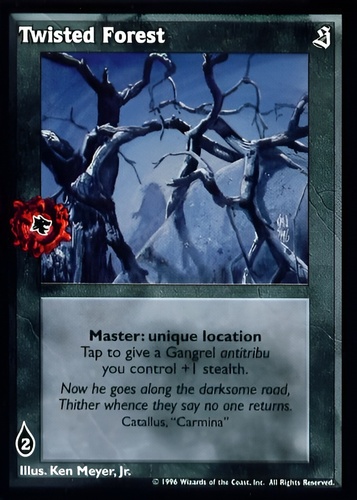 Twisted Forest
Master: unique location
Tap to give a Gangrel antitribu
you control +1 stealth.
Now he goes along the darksome road,
Thither whence they say no one returns.
Catallus, "Carmina"
2
Illus. Ken Meyer, Jr.
© 1996 Wizards of the Coast, Inc. All Rights Reserved.